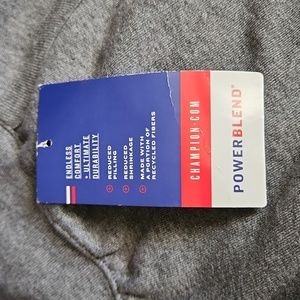 ENDLESS
COMFORT
+ ULTIMATE
DURABILITY
REDUCED
PILLING
REDUCED
SHRINKAGE
MADE WITH
A PORTION OF
RECYCLED FIBERS
CHAMPION.COM
POWERBLEND®